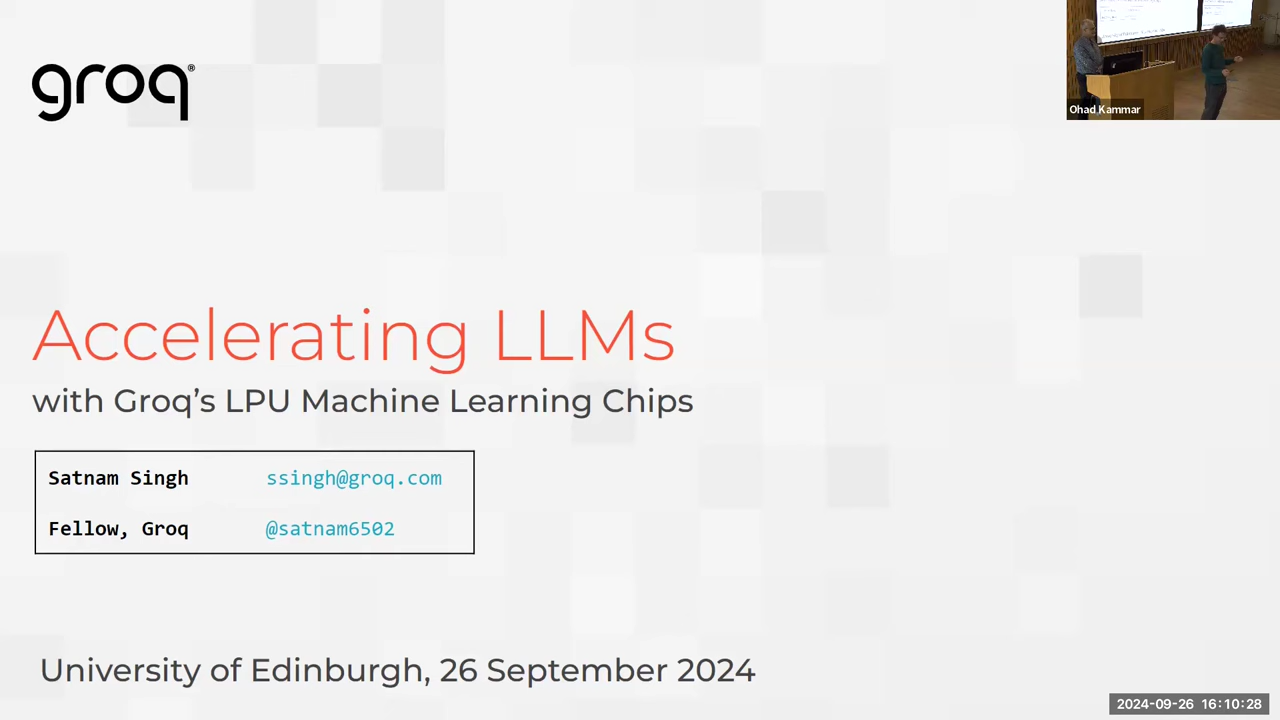 groq®
Ohad Kammar
Accelerating LLMs
with Groq’s LPU Machine Learning Chips
Satnam Singh ssingh@groq.com
Fellow, Groq @satnam6502
University of Edinburgh, 26 September 2024
2024-09-26 16:10:28